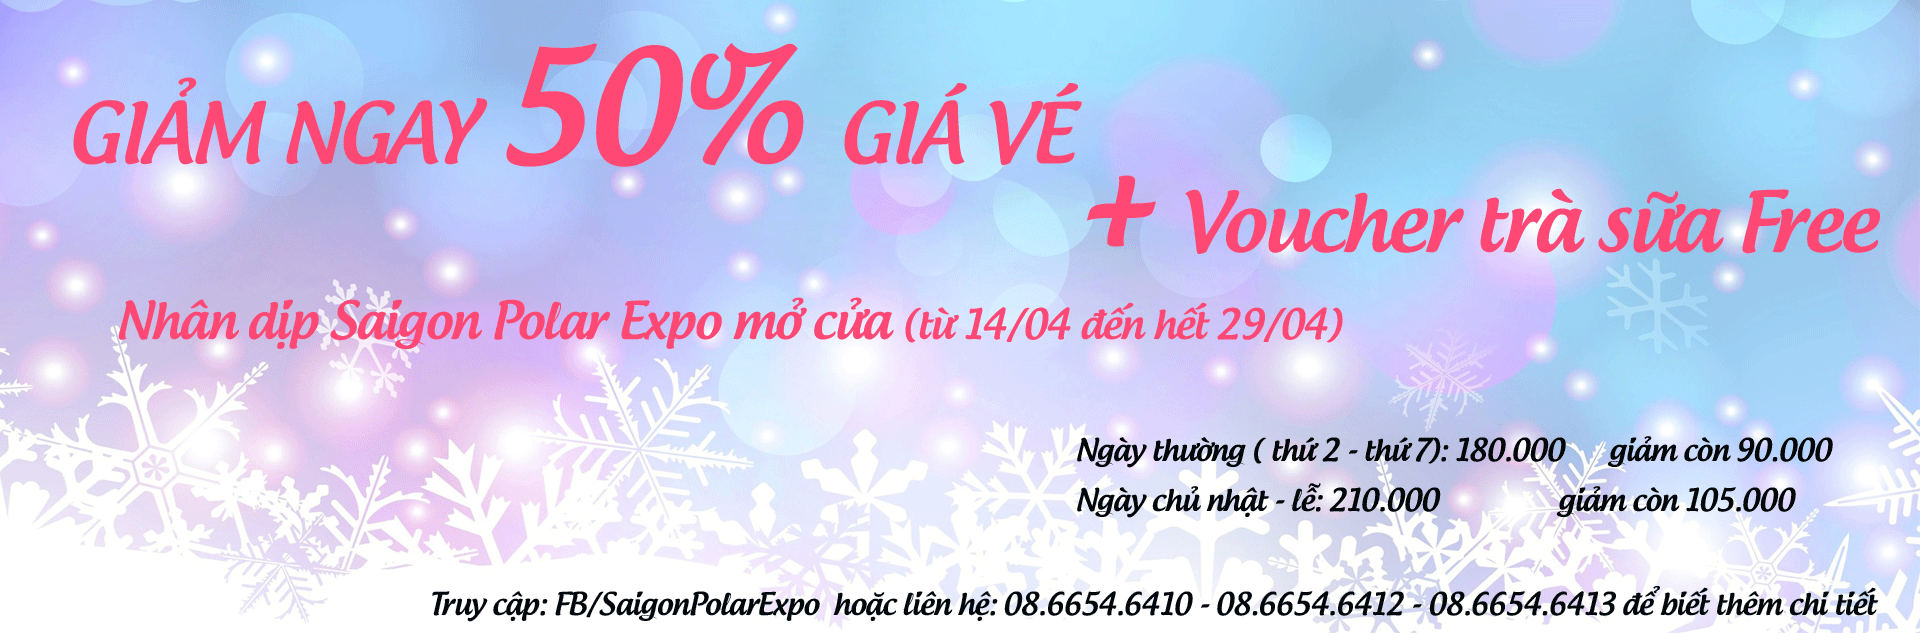 GIẢM NGAY 50% GIÁ VÉ
+ Voucher trà sữa Free
Nhân dịp Saigon Polar Expo mở cửa (từ 14/04 đến hết 29/04)
Ngày thường ( thứ 2 - thứ 7): 180.000 giảm còn 90.000
Ngày chủ nhật - lễ: 210.000 giảm còn 105.000
Truy cập: FB/SaigonPolarExpo hoặc liên hệ: 08.6654.6410 - 08.6654.6412 - 08.6654.6413 để biết thêm chi tiết